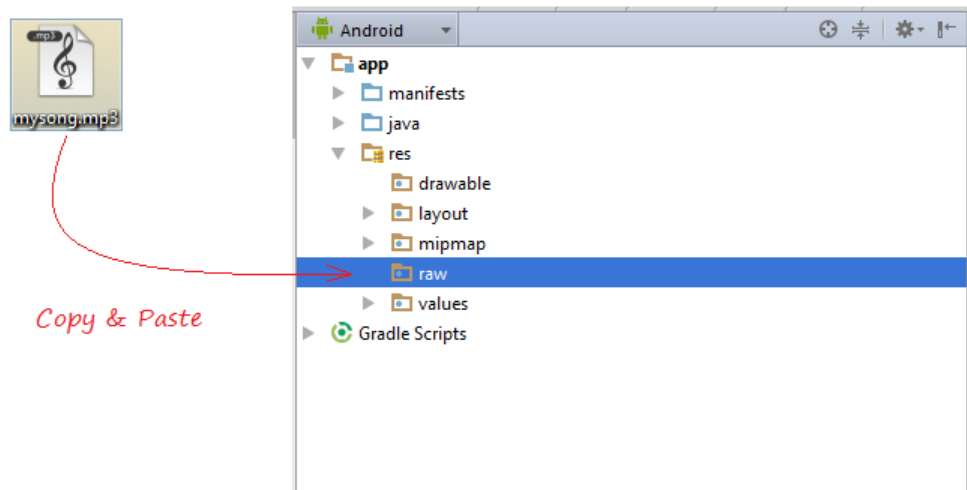 .mp3
mysong.mp3
Copy & Paste
Android
app
manifests
java
res
drawable
layout
mipmap
raw
values
Gradle Scripts